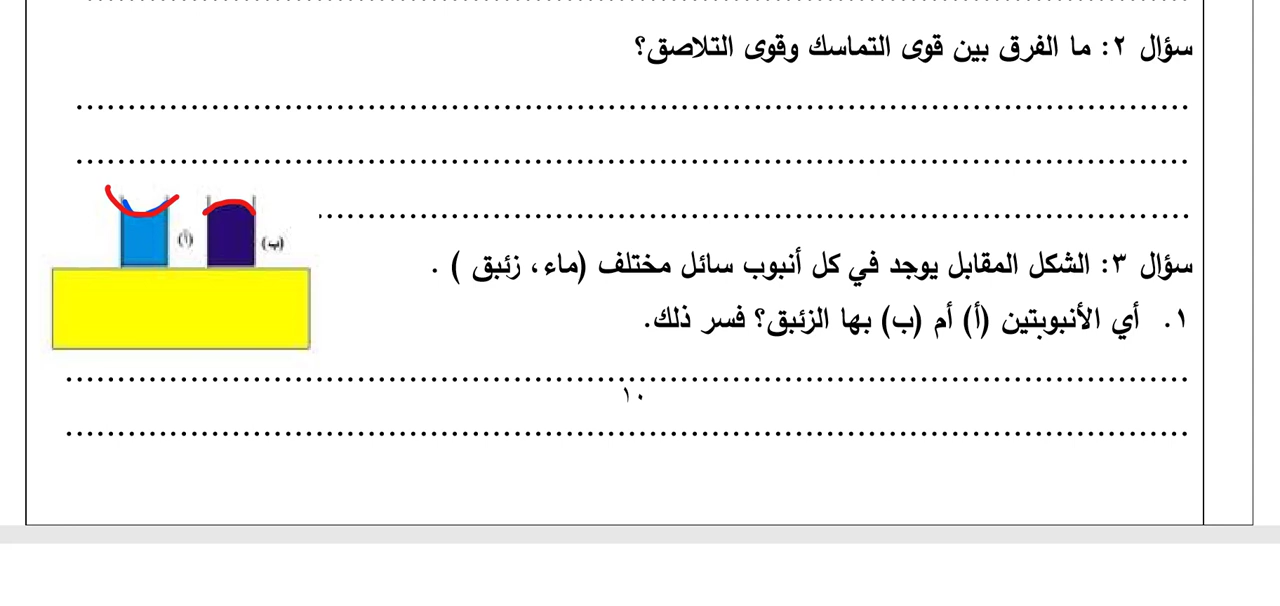 سؤال ٢: ما الفرق بين قوى التماسك وقوى التلاصق؟
(أ)
(ب)
سؤال ٣: الشكل المقابل يوجد في كل أنبوب سائل مختلف (ماء، زئبق ) .
١. أي الأنبوبتين (أ) أم (ب) بها الزئبق؟ فسر ذلك.
١٠